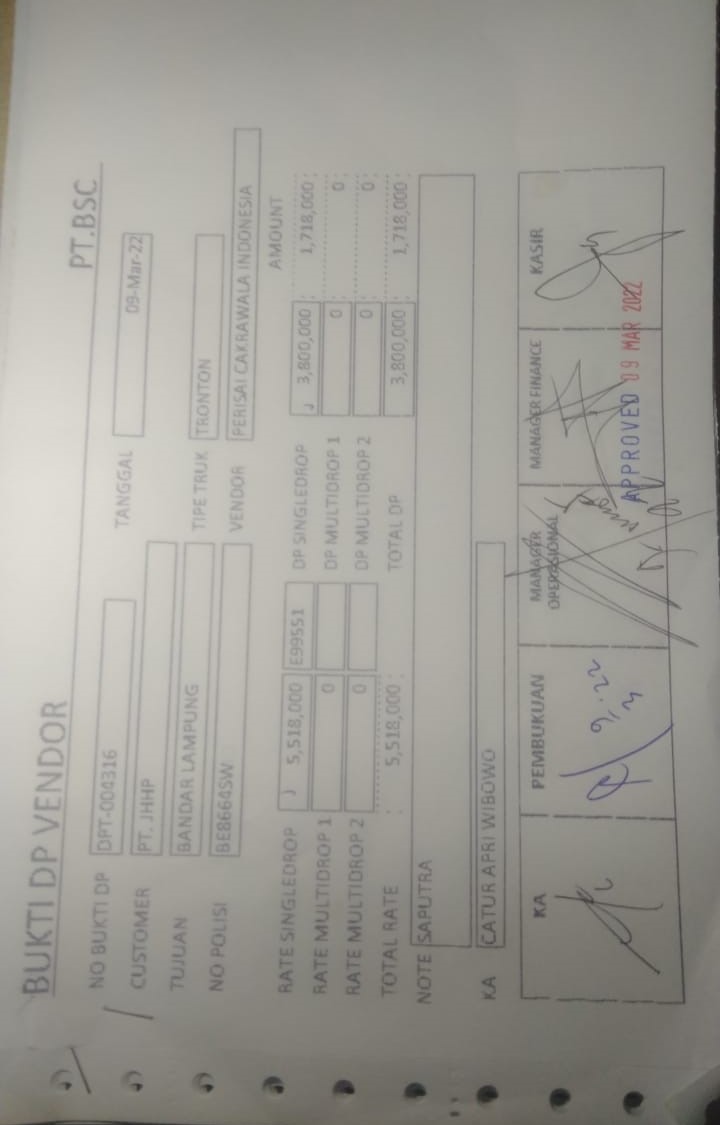 BUKTI DP VENDOR PT.BSC
NO BUKTI DP DPT-004316 TANGGAL 09-Mar-22
CUSTOMER PT. JHHP
TUJUAN BANDAR LAMPUNG TIPE TRUK TRONTON
NO POLISI BE8664SW VENDOR PERISAI CAKRAWALA INDONESIA
AMOUNT
RATE SINGLEDROP 5,518,000 E99551 DP SINGLEDROP 3,800,000 1,718,000
RATE MULTIDROP 1 0 DP MULTIDROP 1 0 0
RATE MULTIDROP 2 0 DP MULTIDROP 2 0 0
TOTAL RATE : 5,518,000 : TOTAL DP 3,800,000 : 1,718,000 :
NOTE SAPUTRA
KA CATUR APRI WIBOWO
KA PEMBUKUAN MANAGER OPERASIONAL MANAGER FINANCE KASIR
APPROVED 09 MAR 2022